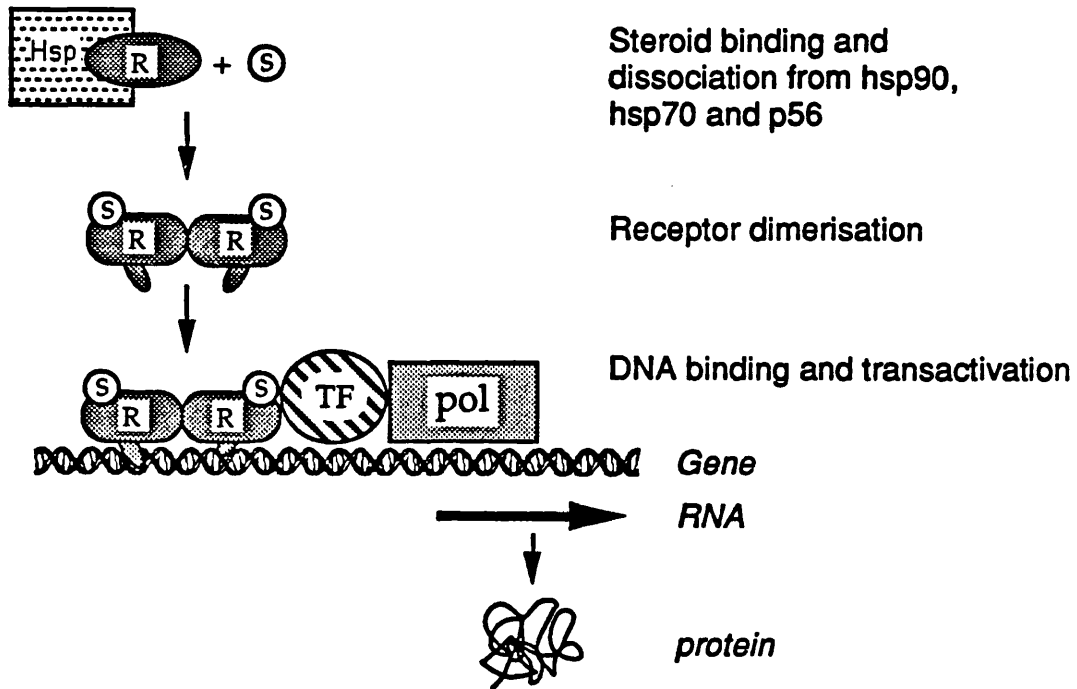 Hsp R + S
Steroid binding and
dissociation from hsp90,
hsp70 and p56
S S
R R
Receptor dimerisation
DNA binding and transactivation
S S
R R TF pol
Gene
RNA
protein